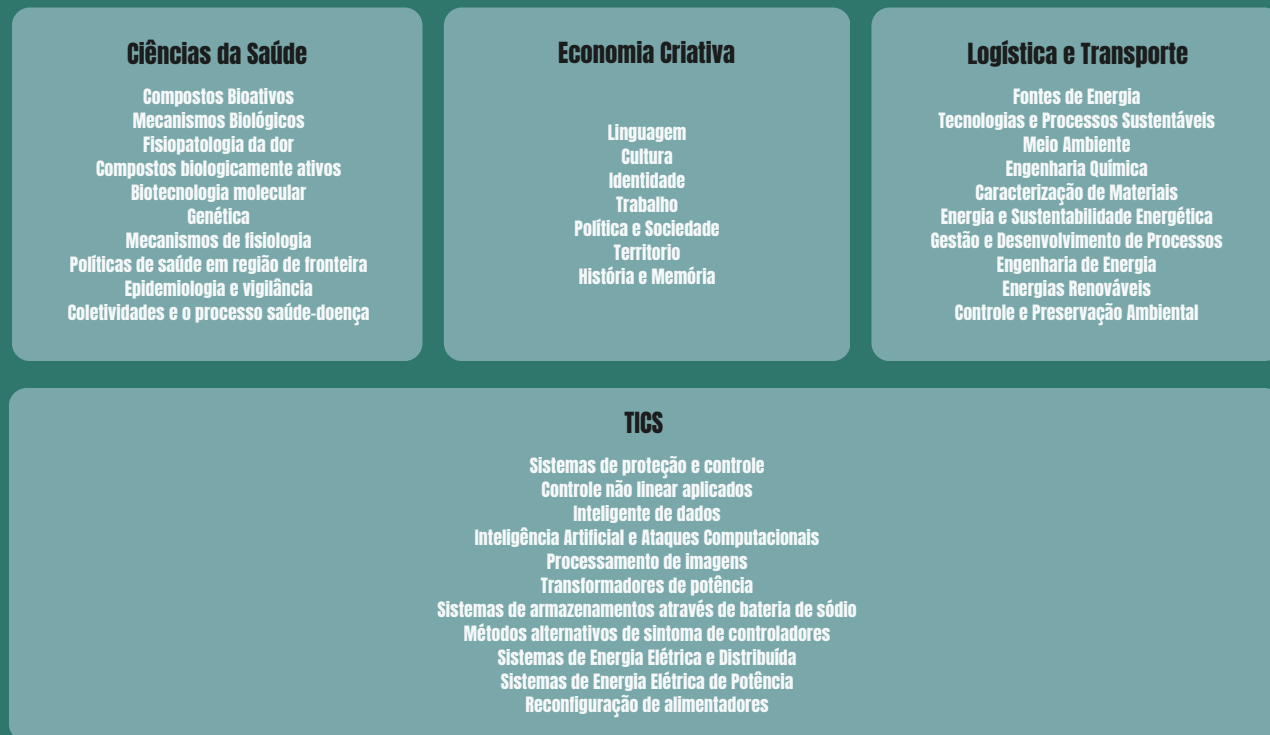 Ciências da Saúde
Compostos Bioativos
Mecanismos Biológicos
Fisiopatologia da dor
Compostos biologicamente ativos
Biotecnologia molecular
Genética
Mecanismos de fisiologia
Políticas de saúde em região de fronteira
Epidemiologia e vigilância
Coletividades e o processo saúde-doença
Economia Criativa
Linguagem
Cultura
Identidade
Trabalho
Política e Sociedade
Territorio
História e Memória
Logística e Transporte
Fontes de Energia
Tecnologias e Processos Sustentáveis
Meio Ambiente
Engenharia Química
Caracterização de Materiais
Energia e Sustentabilidade Energética
Gestão e Desenvolvimento de Processos
Engenharia de Energia
Energias Renováveis
Controle e Preservação Ambiental
TICS
Sistemas de proteção e controle
Controle não linear aplicados
Inteligente de dados
Inteligência Artificial e Ataques Computacionais
Processamento de imagens
Transformadores de potência
Sistemas de armazenamentos através de bateria de sódio
Métodos alternativos de sintoma de controladores
Sistemas de Energia Elétrica e Distribuída
Sistemas de Energia Elétrica de Potência
Reconfiguração de alimentadores